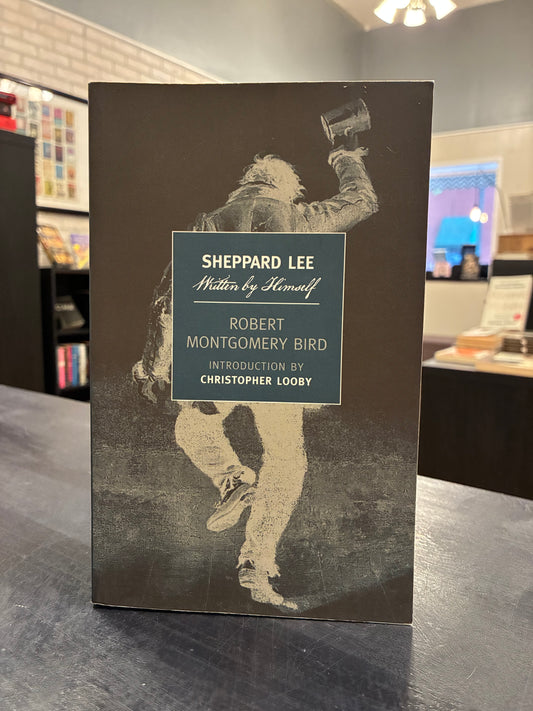 SHEPPARD LEE
Written by Himself
ROBERT
MONTGOMERY BIRD
INTRODUCTION BY
CHRISTOPHER LOOBY